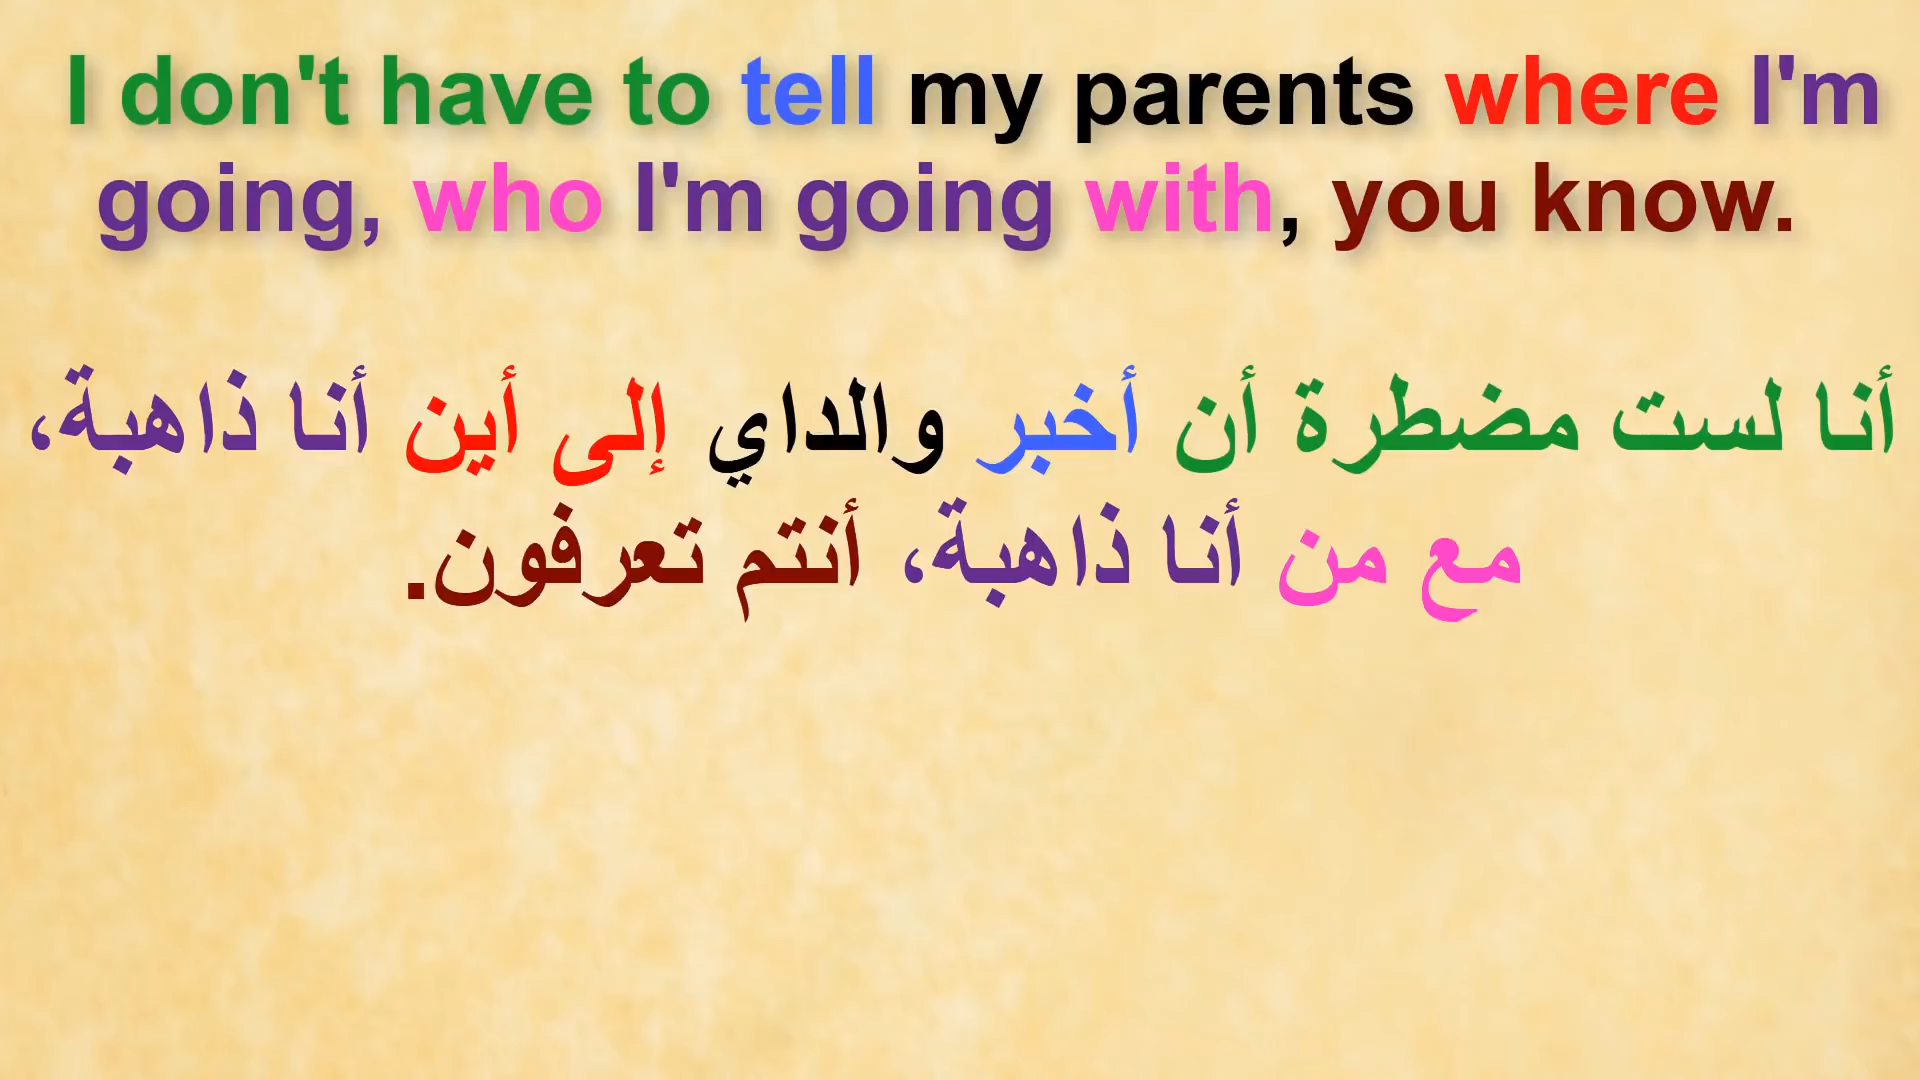 I don't have to tell my parents where I'm
going, who I'm going with, you know.
أنا لست مضطرة أن أخبر والداي إلى أين أنا ذاهبة،
مع من أنا ذاهبة، أنتم تعرفون.